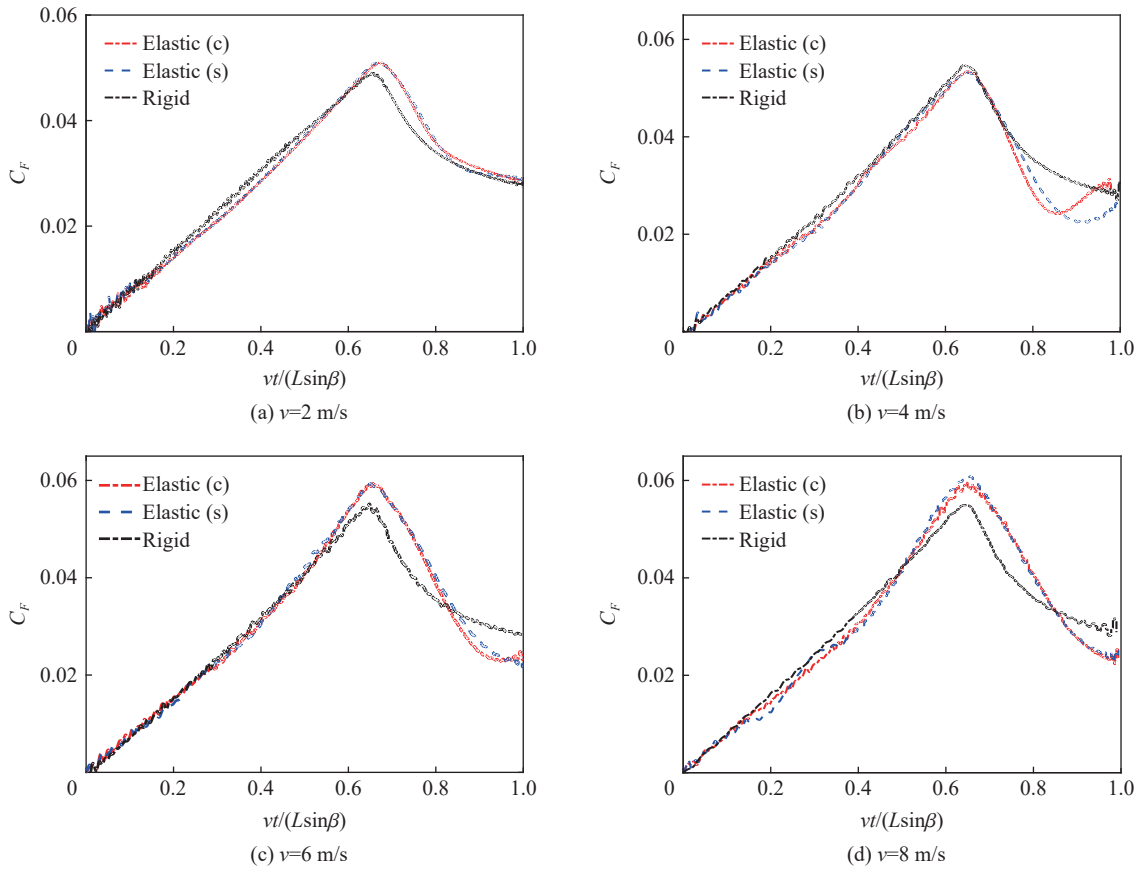 0.06
0.04
0.02
0
0.2
0.4
0.6
0.8
1.0
C_F
Elastic (c)
Elastic (s)
Rigid
vt/(Lsinβ)
(a) v=2 m/s
0.06
0.04
0.02
0
0.2
0.4
0.6
0.8
1.0
C_F
Elastic (c)
Elastic (s)
Rigid
vt/(Lsinβ)
(b) v=4 m/s
0.06
0.04
0.02
0
0.2
0.4
0.6
0.8
1.0
C_F
Elastic (c)
Elastic (s)
Rigid
vt/(Lsinβ)
(c) v=6 m/s
0.06
0.04
0.02
0
0.2
0.4
0.6
0.8
1.0
C_F
Elastic (c)
Elastic (s)
Rigid
vt/(Lsinβ)
(d) v=8 m/s